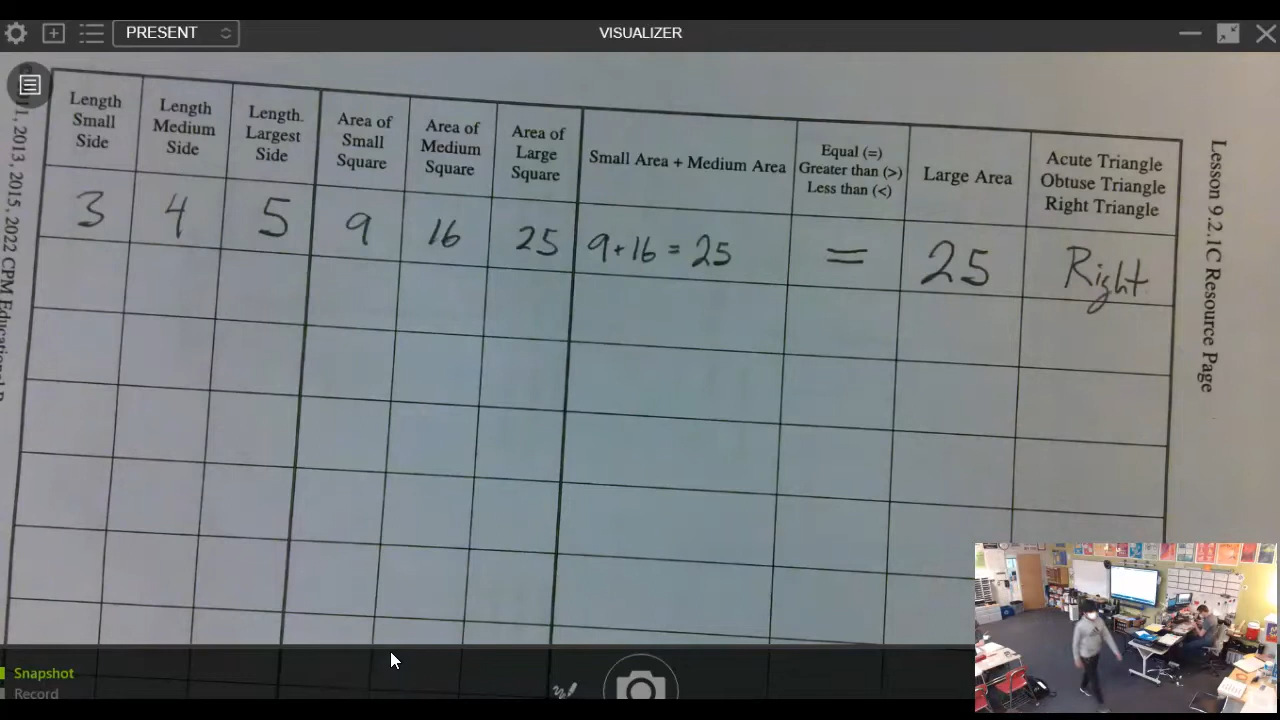 PRESENT
VISUALIZER
Length
Small
Side
Length
Medium
Side
Length.
Largest
Side
Area of
Small
Square
Area of
Medium
Square
Area of
Large
Square
Small Area + Medium Area
Equal (=)
Greater than (>)
Less than (<)
Large Area
Acute Triangle
Obtuse Triangle
Right Triangle
3 4 5 9 16 25 9+16 = 25 = 25 Right
Lesson 9.2.1C Resource Page
2013, 2015, 2022 CPM Educational
Snapshot
Record